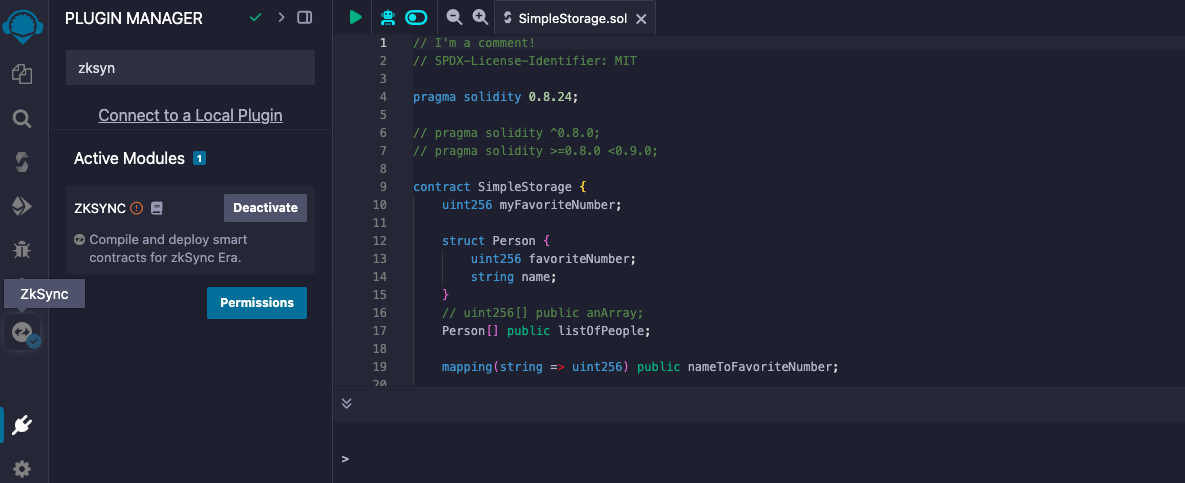 PLUGIN MANAGER
zksyn
Connect to a Local Plugin
Active Modules 1
ZKSYNC
Deactivate
Compile and deploy smart
contracts for zkSync Era.
ZkSync
Permissions
SimpleStorage.sol
1 // I'm a comment!
2 // SPDX-License-Identifier: MIT
3
4 pragma solidity 0.8.24;
5
6 // pragma solidity ^0.8.0;
7 // pragma solidity >=0.8.0 <0.9.0;
8
9 contract SimpleStorage {
10 uint256 myFavoriteNumber;
11
12 struct Person {
13 uint256 favoriteNumber;
14 string name;
15 }
16 // uint256[] public anArray;
17 Person[] public listOfPeople;
18
19 mapping(string => uint256) public nameToFavoriteNumber;
20
>